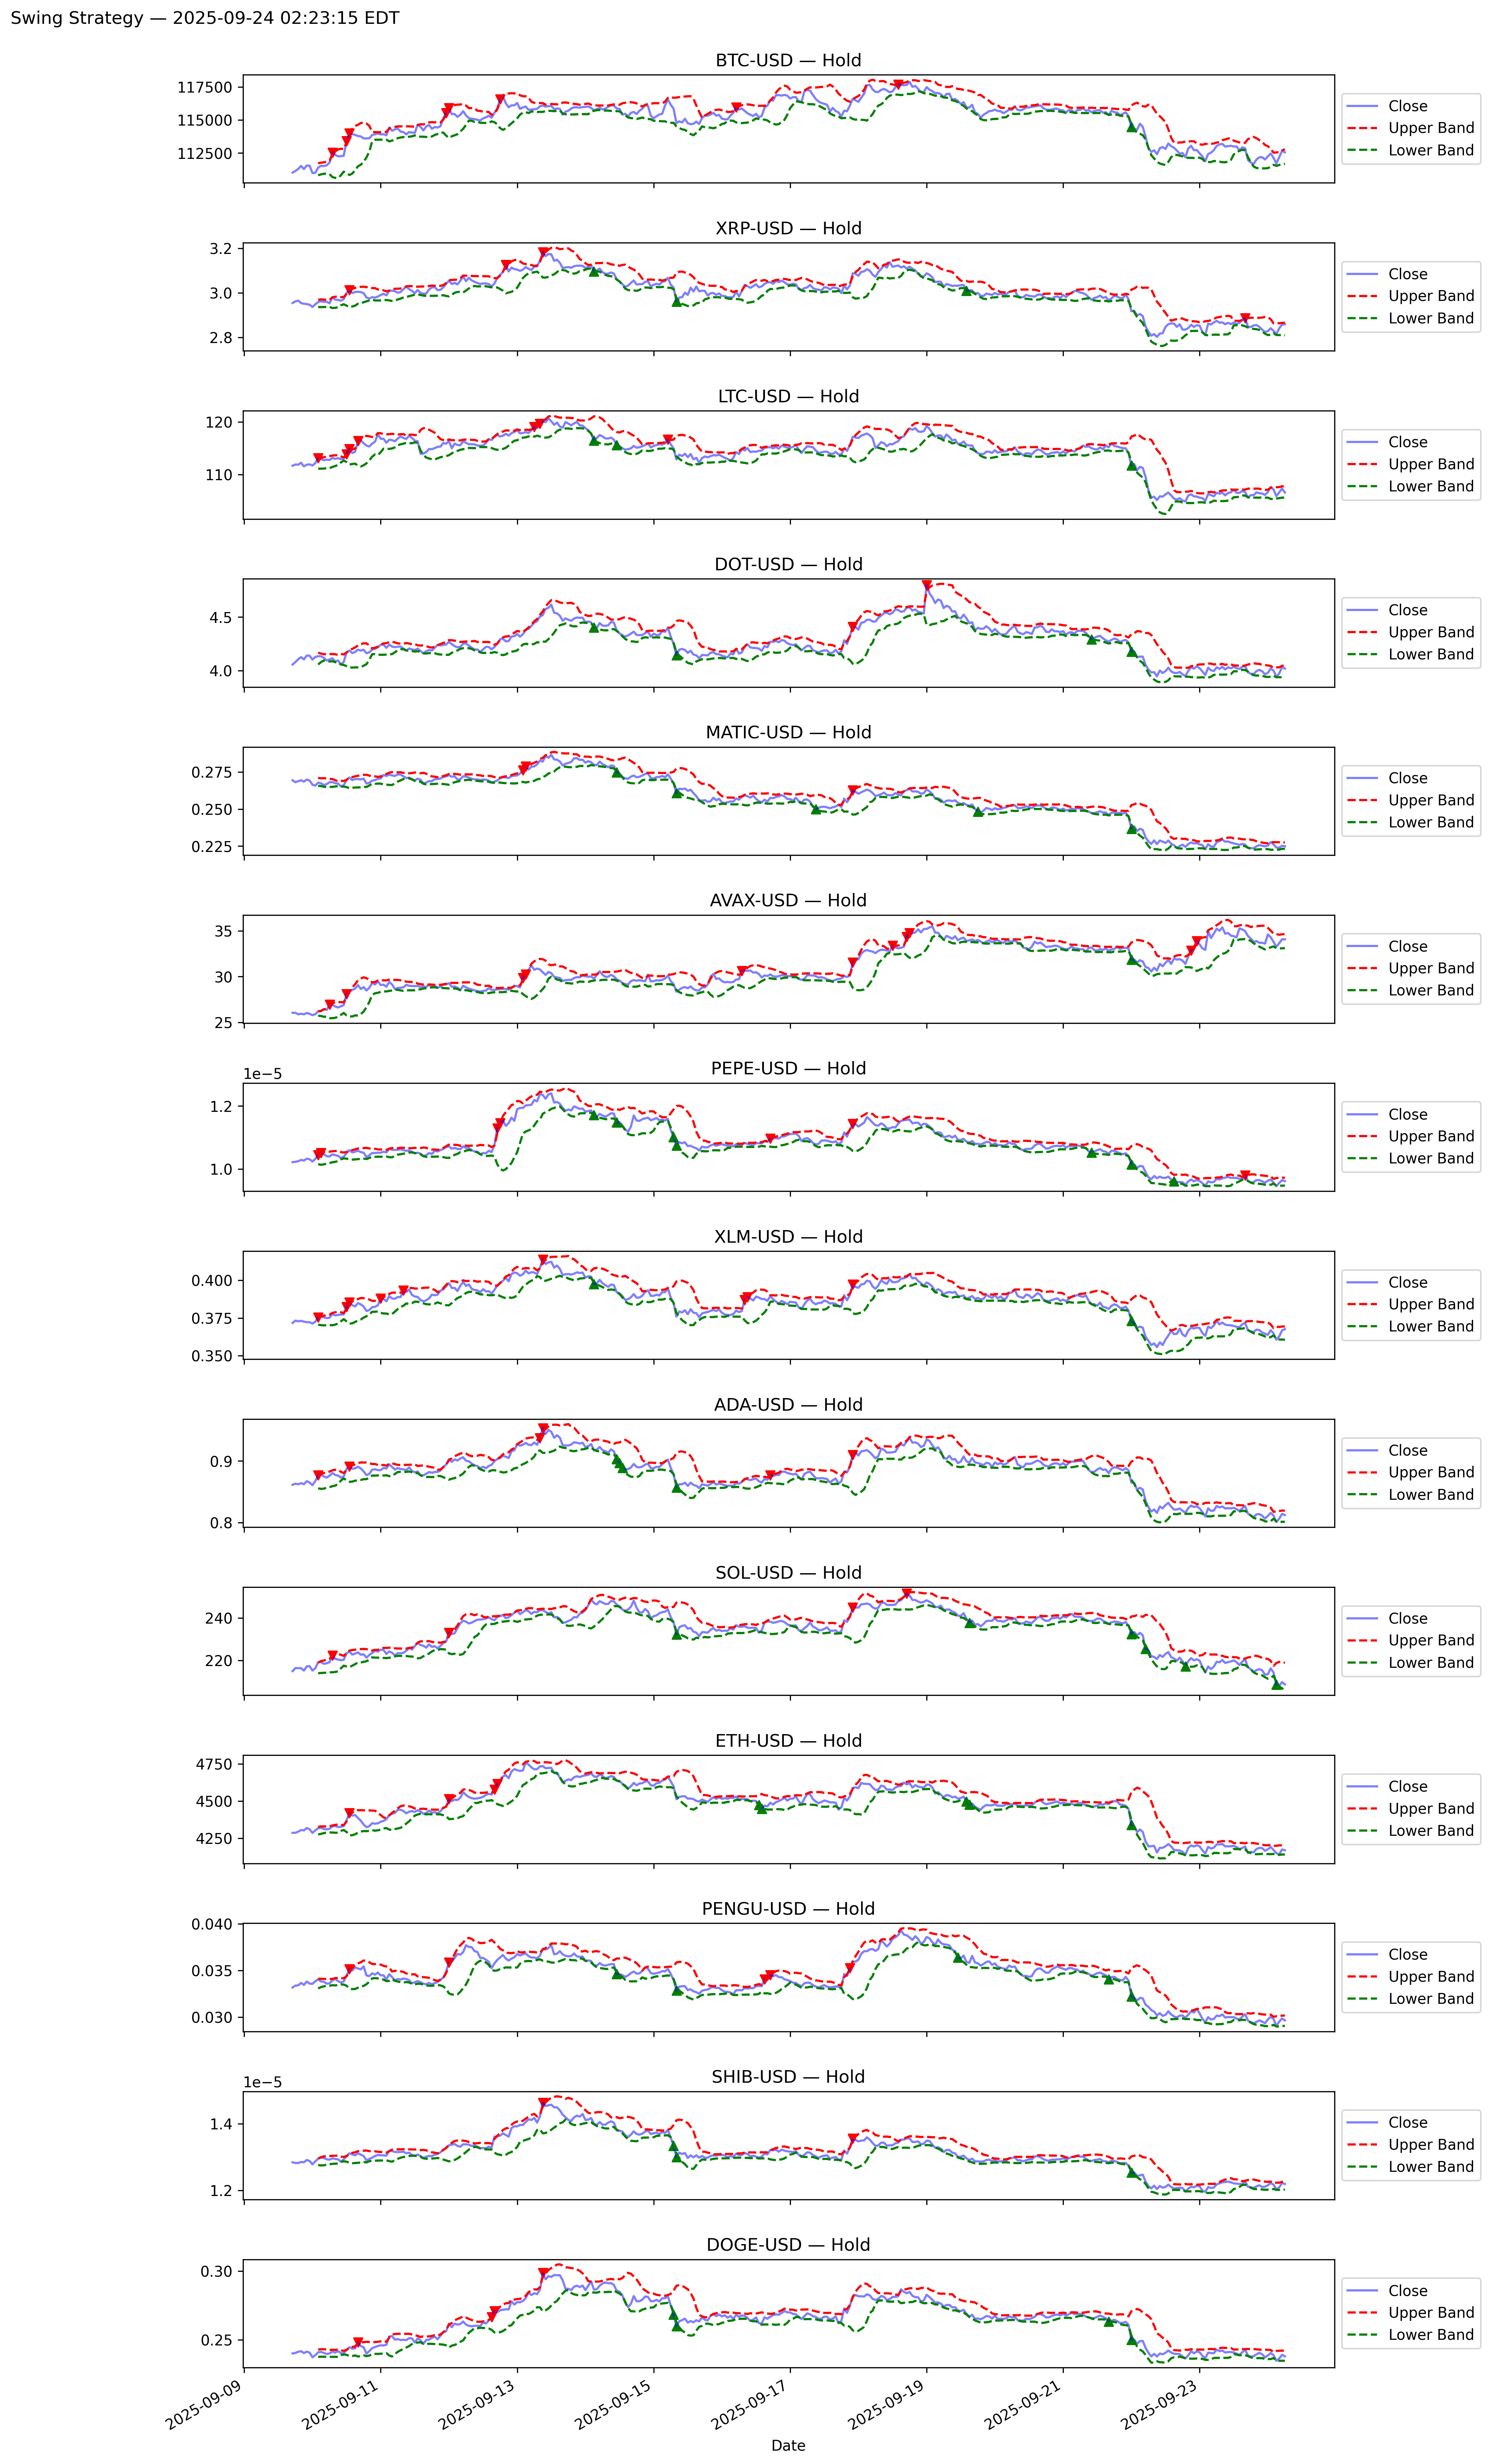 Swing Strategy — 2025-09-24 02:23:15 EDT
BTC-USD — Hold
117500
115000
112500
Close
Upper Band
Lower Band
XRP-USD — Hold
3.2
3.0
2.8
Close
Upper Band
Lower Band
LTC-USD — Hold
120
110
Close
Upper Band
Lower Band
DOT-USD — Hold
4.5
4.0
Close
Upper Band
Lower Band
MATIC-USD — Hold
0.275
0.250
0.225
Close
Upper Band
Lower Band
AVAX-USD — Hold
35
30
25
Close
Upper Band
Lower Band
PEPE-USD — Hold
1e−5
1.2
1.0
Close
Upper Band
Lower Band
XLM-USD — Hold
0.400
0.375
0.350
Close
Upper Band
Lower Band
ADA-USD — Hold
0.9
0.8
Close
Upper Band
Lower Band
SOL-USD — Hold
240
220
Close
Upper Band
Lower Band
ETH-USD — Hold
4750
4500
4250
Close
Upper Band
Lower Band
PENGU-USD — Hold
0.040
0.035
0.030
Close
Upper Band
Lower Band
SHIB-USD — Hold
1e−5
1.4
1.2
Close
Upper Band
Lower Band
DOGE-USD — Hold
0.30
0.25
Close
Upper Band
Lower Band
2025-09-09
2025-09-11
2025-09-13
2025-09-15
2025-09-17
2025-09-19
2025-09-21
2025-09-23
Date